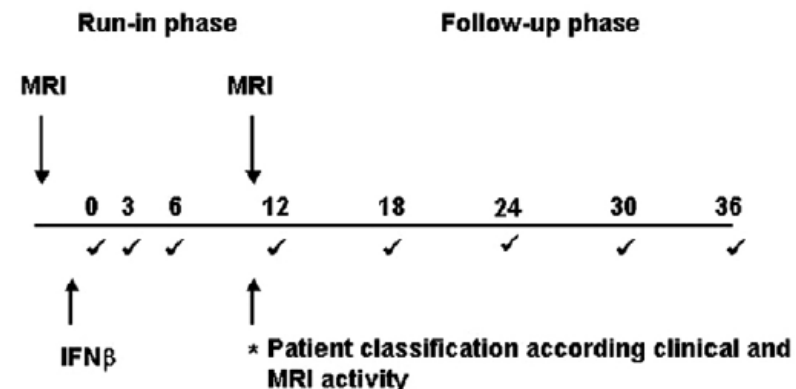 Run-in phase Follow-up phase
MRI MRI
0 3 6 12 18 24 30 36
✓ ✓ ✓ ✓ ✓ ✓ ✓ ✓
IFNβ * Patient classification according clinical and
MRI activity